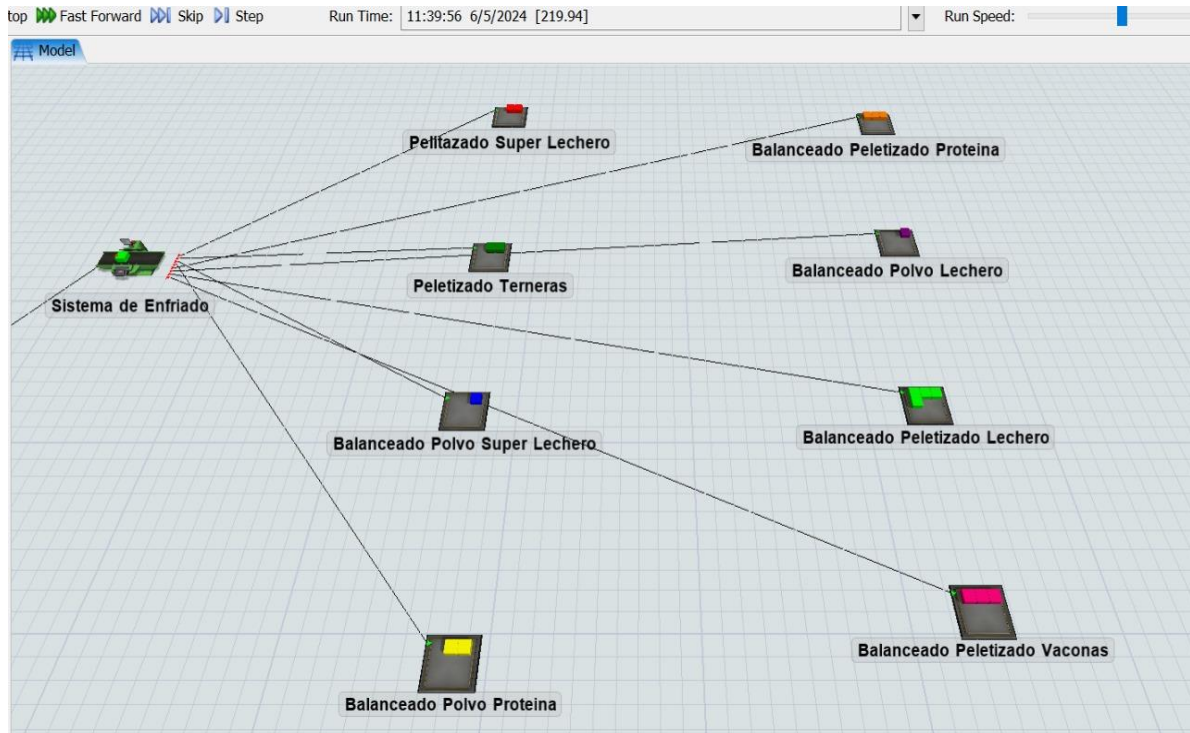 top Fast Forward Skip Step Run Time: 11:39:56 6/5/2024 [219.94] Run Speed:
Model
Pelitazado Super Lechero
Balanceado Peletizado Proteina
Sistema de Enfriado
Peletizado Terneras
Balanceado Polvo Lechero
Balanceado Polvo Super Lechero
Balanceado Peletizado Lechero
Balanceado Peletizado Vaconas
Balanceado Polvo Proteina